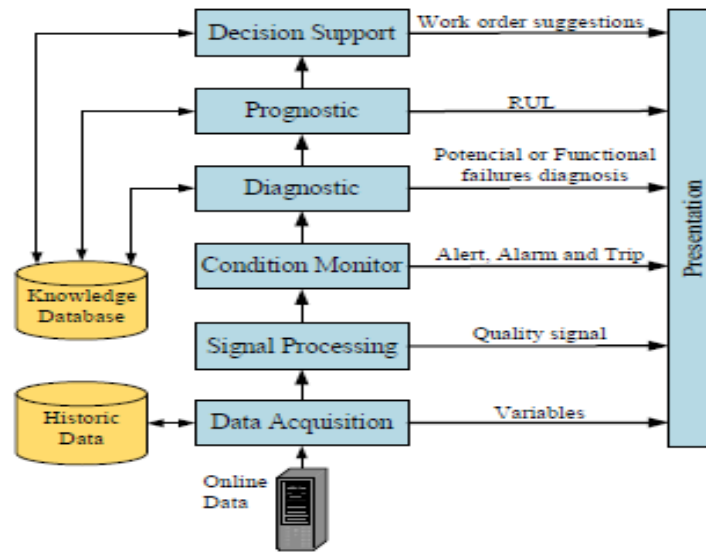 Decision Support
Work order suggestions
Prognostic
RUL
Potencial or Functional
failures diagnosis
Diagnostic
Condition Monitor
Alert, Alarm and Trip
Knowledge
Database
Signal Processing
Quality signal
Historic
Data
Data Acquisition
Variables
Online
Data
Presentation